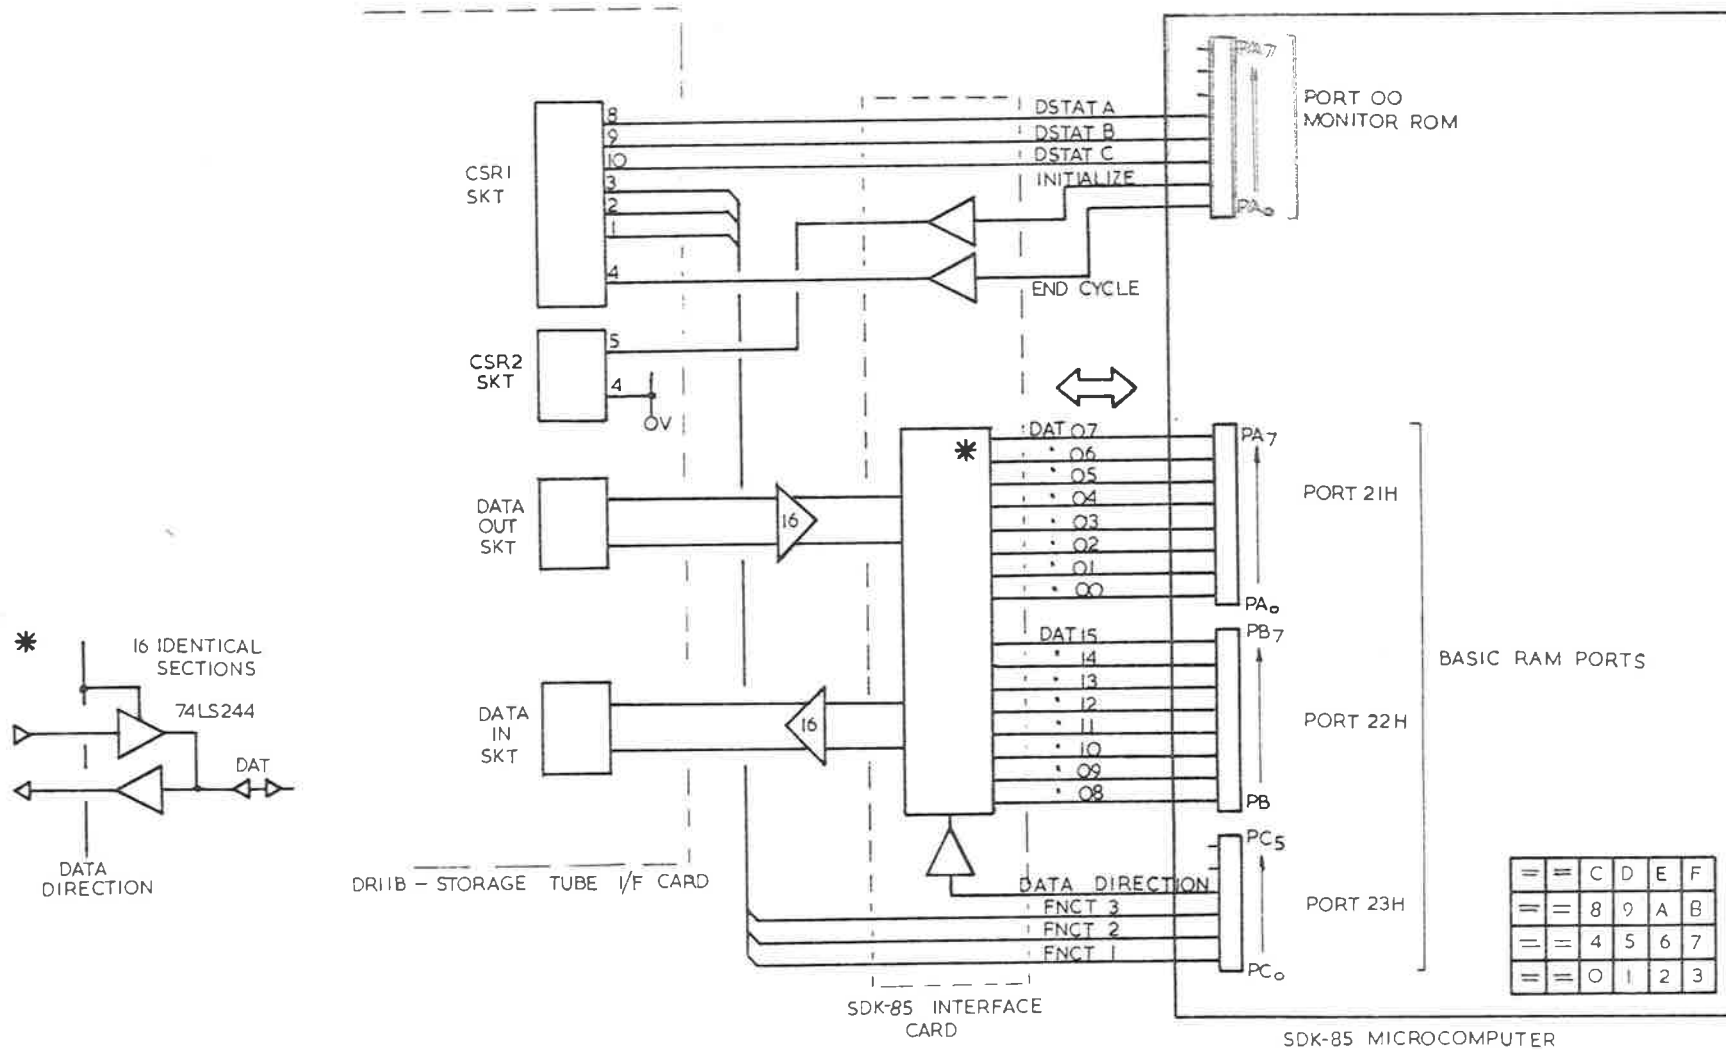 PA7
PORT 00
MONITOR ROM
PA0
DSTAT A
DSTAT B
DSTAT C
INITIALIZE
END CYCLE
CSR1
SKT
8
9
10
3
2
1
4
CSR2
SKT
5
4
0V
DATA
OUT
SKT
16
*
DAT 07
" 06
" 05
" 04
" 03
" 02
" 01
" 00
PA7
PORT 21H
PA0
DATA
IN
SKT
16
DAT 15
" 14
" 13
" 12
" 11
" 10
" 09
" 08
PB7
PORT 22H
PB
BASIC RAM PORTS
*
16 IDENTICAL
SECTIONS
74LS244
DAT
DATA
DIRECTION
DR11B - STORAGE TUBE I/F CARD
DATA DIRECTION
FNCT 3
FNCT 2
FNCT 1
PC5
PORT 23H
PC0
SDK-85 INTERFACE
CARD
= = C D E F
= = 8 9 A B
= = 4 5 6 7
= = 0 1 2 3
SDK-85 MICROCOMPUTER